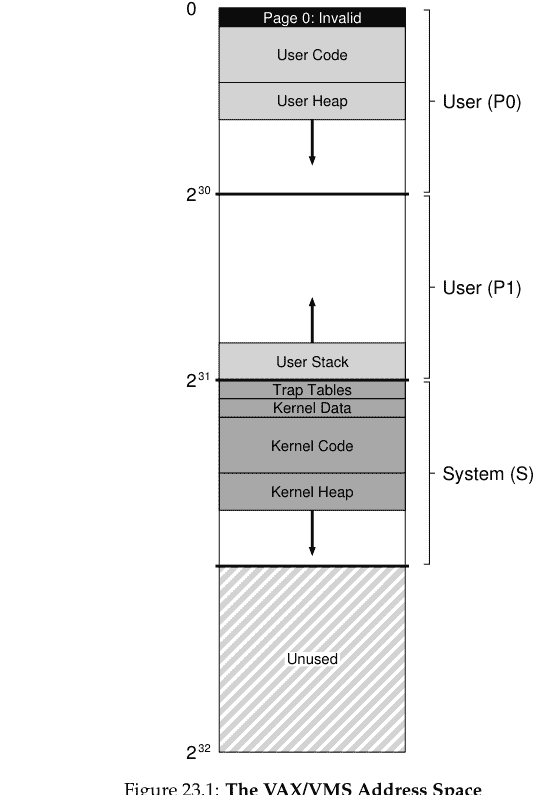 0
Page 0: Invalid
User Code
User Heap
User (P0)
2^30
User (P1)
User Stack
2^31
Trap Tables
Kernel Data
Kernel Code
Kernel Heap
System (S)
Unused
2^32
Figure 23.1: The VAX/VMS Address Space